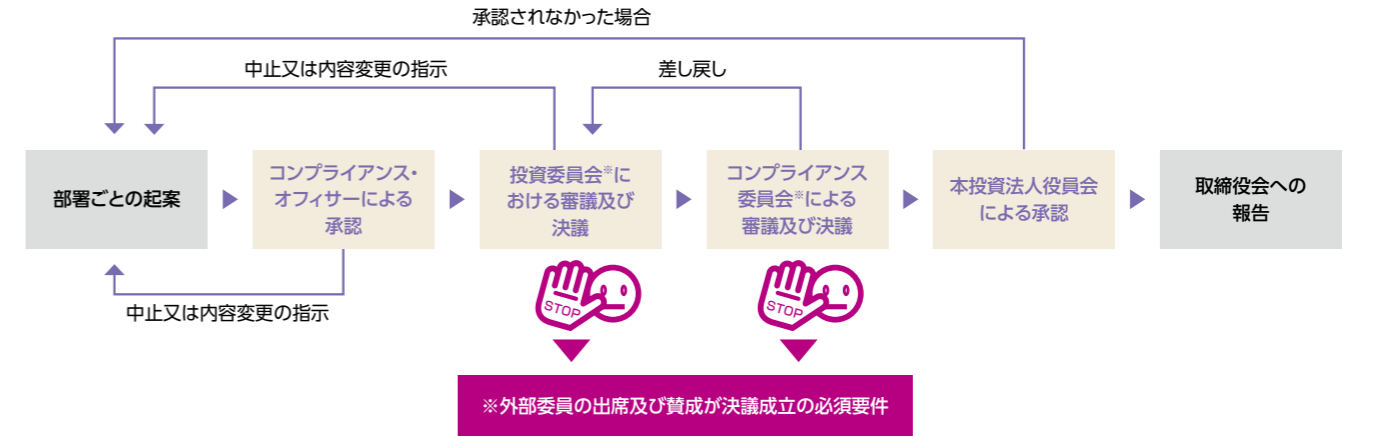 承認されなかった場合
中止又は内容変更の指示
差し戻し
部署ごとの起案
コンプライアンス・
オフィサーによる
承認
投資委員会※に
おける審議及び
決議
コンプライアンス
委員会※による
審議及び決議
本投資法人役員会
による承認
取締役会への
報告
中止又は内容変更の指示
STOP
STOP
※外部委員の出席及び賛成が決議成立の必須要件